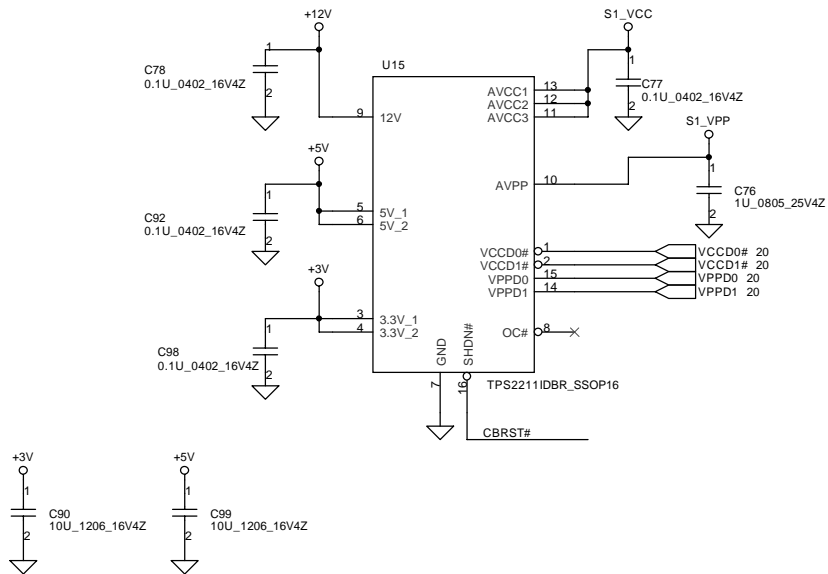 +12V
S1_VCC
1
C78
0.1U_0402_16V4Z
2
U15
9
12V
AVCC1
AVCC2
AVCC3
13
12
11
1
C77
0.1U_0402_16V4Z
2
S1_VPP
+5V
1
C92
0.1U_0402_16V4Z
2
5
6
5V_1
5V_2
AVPP
10
1
C76
1U_0805_25V4Z
2
VCCD0#
VCCD1#
VPPD0
VPPD1
1
2
15
14
VCCD0# 20
VCCD1# 20
VPPD0 20
VPPD1 20
+3V
1
C98
0.1U_0402_16V4Z
2
3
4
3.3V_1
3.3V_2
OC#
8
GND
SHDN#
7
16
TPS2211IDBR_SSOP16
CBRST#
+3V
1
C90
10U_1206_16V4Z
2
+5V
1
C99
10U_1206_16V4Z
2